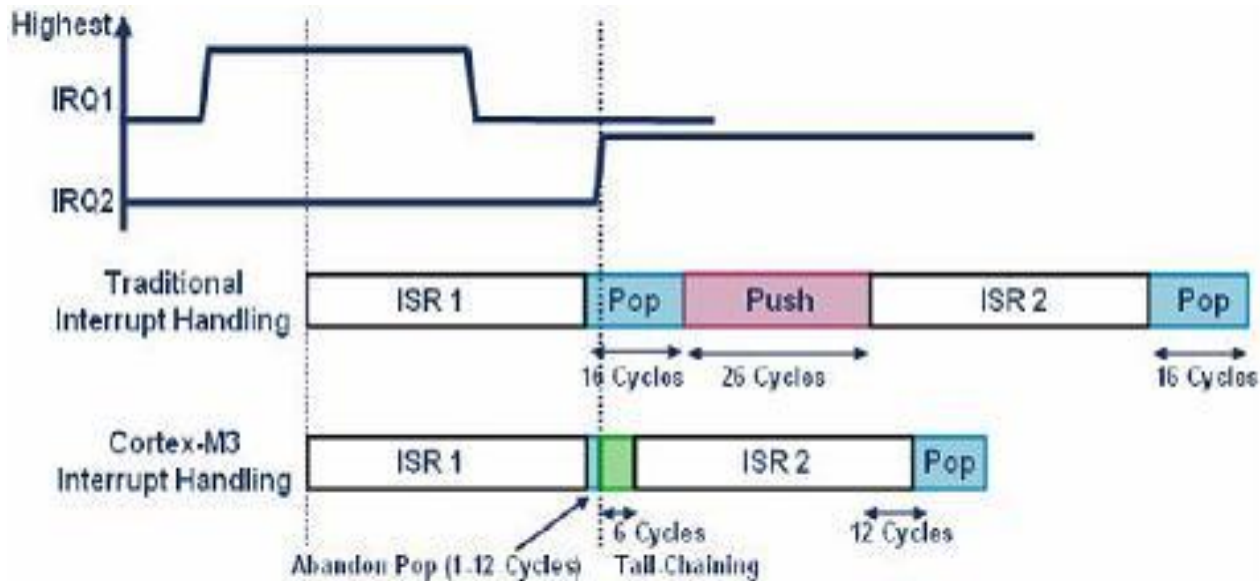 Highest
IRQ1
IRQ2
Traditional
Interrupt Handling
ISR 1
Pop
Push
ISR 2
Pop
16 Cycles
26 Cycles
16 Cycles
Cortex-M3
Interrupt Handling
ISR 1
ISR 2
Pop
6 Cycles
12 Cycles
Abandon Pop (1-12 Cycles)
Tail-Chaining